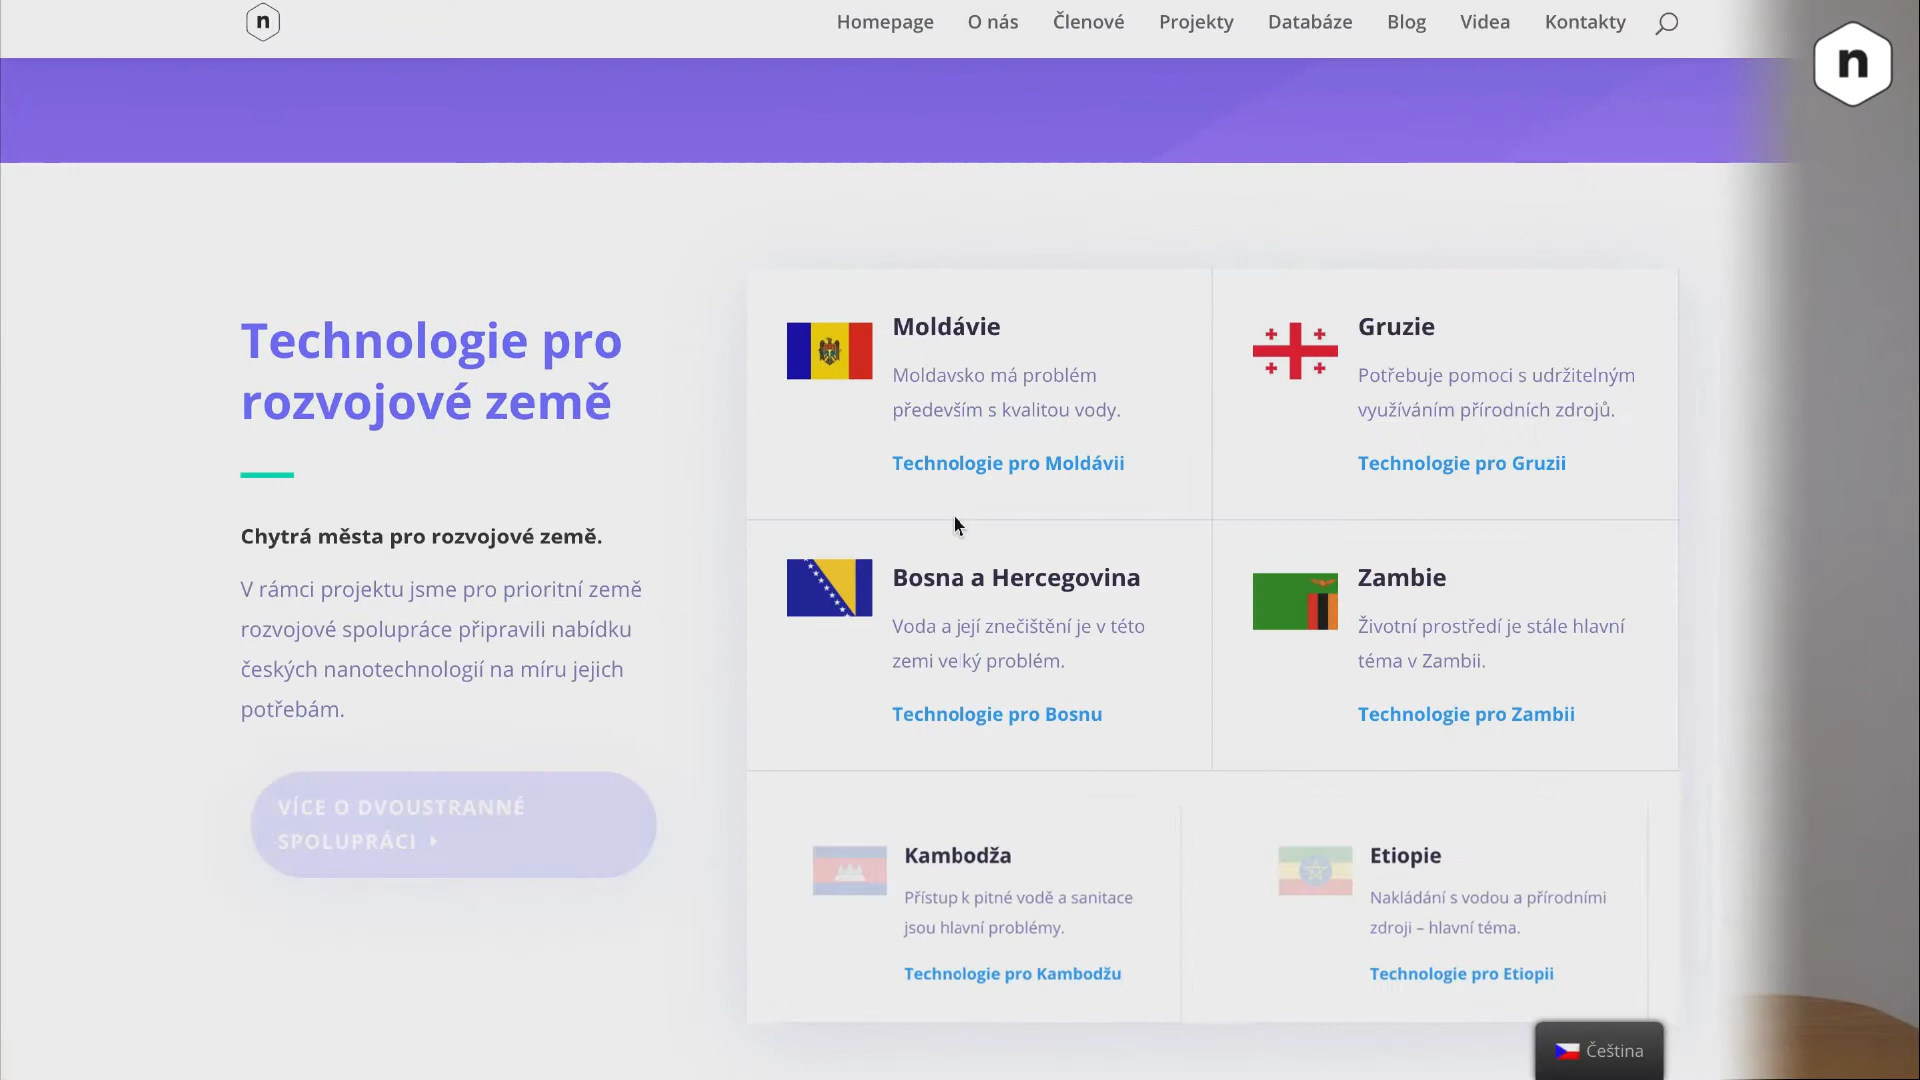 n
Homepage
O nás
Členové
Projekty
Databáze
Blog
Videa
Kontakty
n
Technologie pro
rozvojové země
Chytrá města pro rozvojové země.
V rámci projektu jsme pro prioritní země
rozvojové spolupráce připravili nabídku
českých nanotechnologií na míru jejich
potřebám.
VÍCE O DVOUSTRANNÉ
SPOLUPRÁCI
Moldávie
Moldavsko má problém
především s kvalitou vody.
Technologie pro Moldávii
Gruzie
Potřebuje pomoci s udržitelným
využíváním přírodních zdrojů.
Technologie pro Gruzii
Bosna a Hercegovina
Voda a její znečištění je v této
zemi velký problém.
Technologie pro Bosnu
Zambie
Životní prostředí je stále hlavní
téma v Zambii.
Technologie pro Zambii
Kambodža
Přístup k pitné vodě a sanitace
jsou hlavní problémy.
Technologie pro Kambodžu
Etiopie
Nakládání s vodou a přírodními
zdroji – hlavní téma.
Technologie pro Etiopii
Čeština